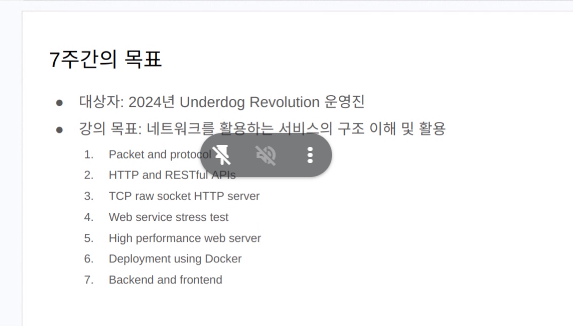 7주간의 목표
● 대상자: 2024년 Underdog Revolution 운영진
● 강의 목표: 네트워크를 활용하는 서비스의 구조 이해 및 활용
1. Packet and protocol
2. HTTP and RESTful APIs
3. TCP raw socket HTTP server
4. Web service stress test
5. High performance web server
6. Deployment using Docker
7. Backend and frontend